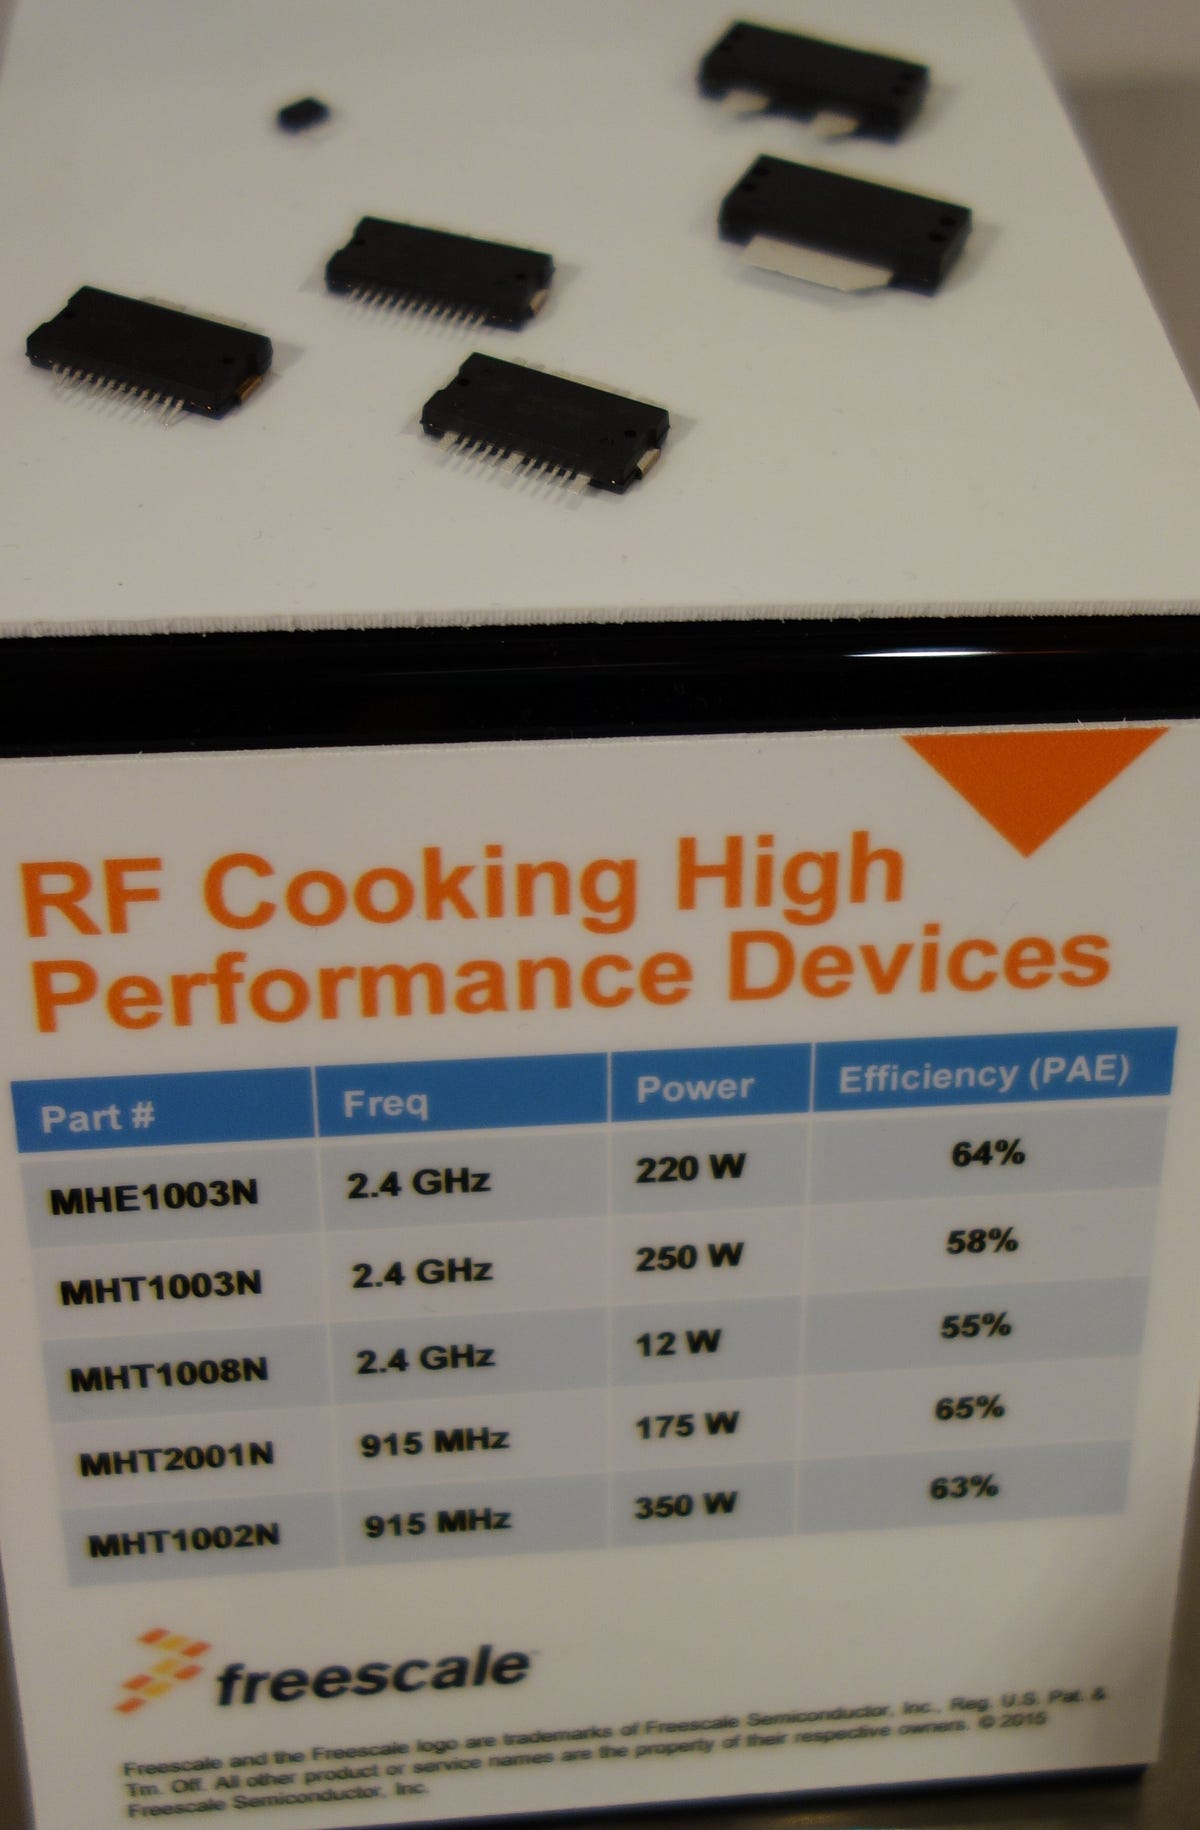 RF Cooking High
Performance Devices
Part # Freq Power Efficiency (PAE)
MHE1003N 2.4 GHz 220 W 64%
MHT1003N 2.4 GHz 250 W 58%
MHT1008N 2.4 GHz 12 W 55%
MHT2001N 915 MHz 175 W 65%
MHT1002N 915 MHz 350 W 63%
freescale™
Freescale and the Freescale logo are trademarks of Freescale Semiconductor, Inc., Reg. U.S. Pat. &
Tm. Off. All other product or service names are the property of their respective owners. © 2015
Freescale Semiconductor, Inc.